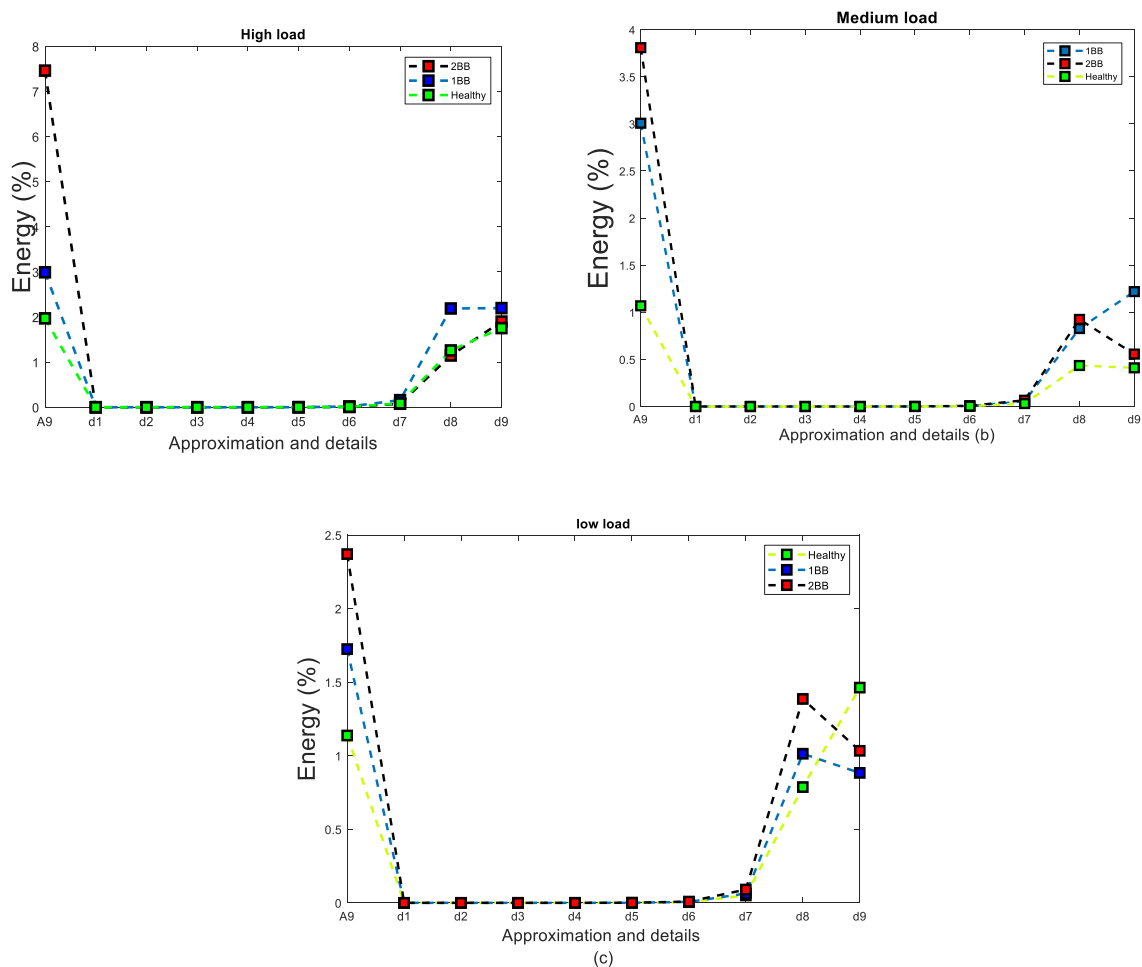 High load
8
7
6
5
4
3
2
1
0
Energy (%)
2BB
1BB
Healthy
A9 d1 d2 d3 d4 d5 d6 d7 d8 d9
Approximation and details
Medium load
4
3.5
3
2.5
2
1.5
1
0.5
0
Energy (%)
1BB
2BB
Healthy
A9 d1 d2 d3 d4 d5 d6 d7 d8 d9
Approximation and details (b)
low load
2.5
2
1.5
1
0.5
0
Energy (%)
Healthy
1BB
2BB
A9 d1 d2 d3 d4 d5 d6 d7 d8 d9
Approximation and details
(c)